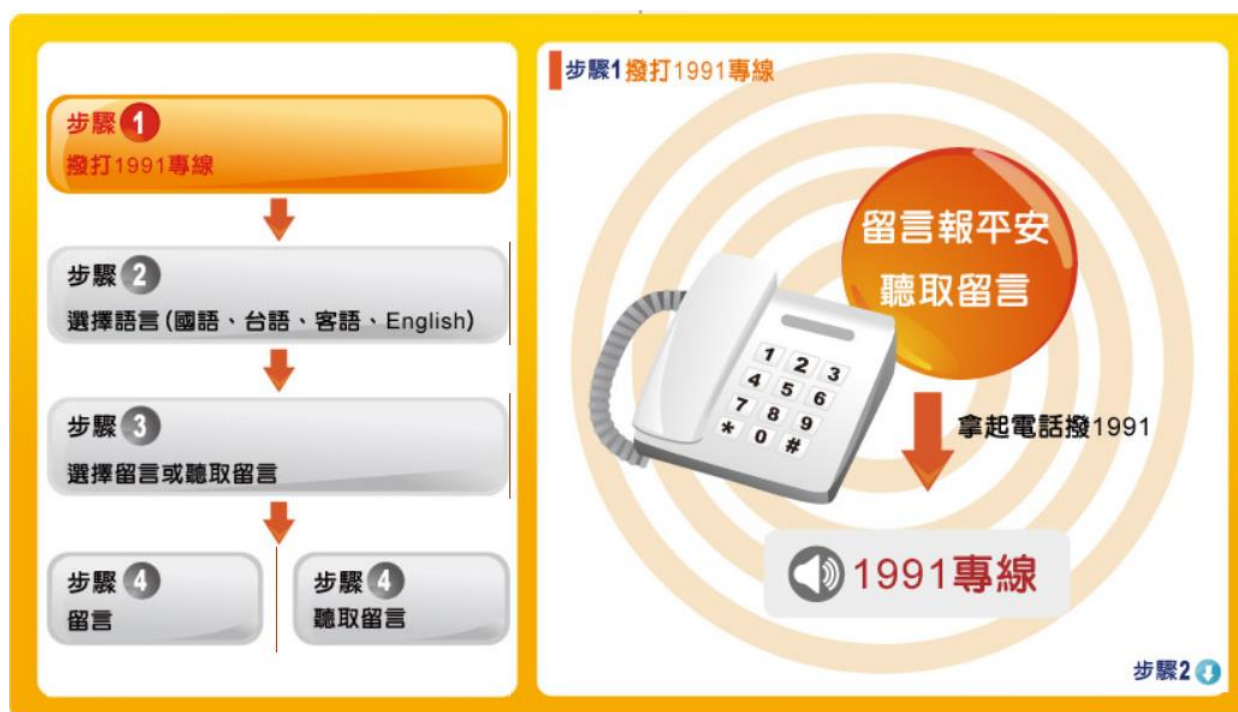 步驟1
撥打1991專線
步驟2
選擇語言(國語、台語、客語、English)
步驟3
選擇留言或聽取留言
步驟4
留言
步驟4
聽取留言
步驟1撥打1991專線
留言報平安
聽取留言
1 2 3
4 5 6
7 8 9
* 0 #
拿起電話撥1991
1991專線
步驟2